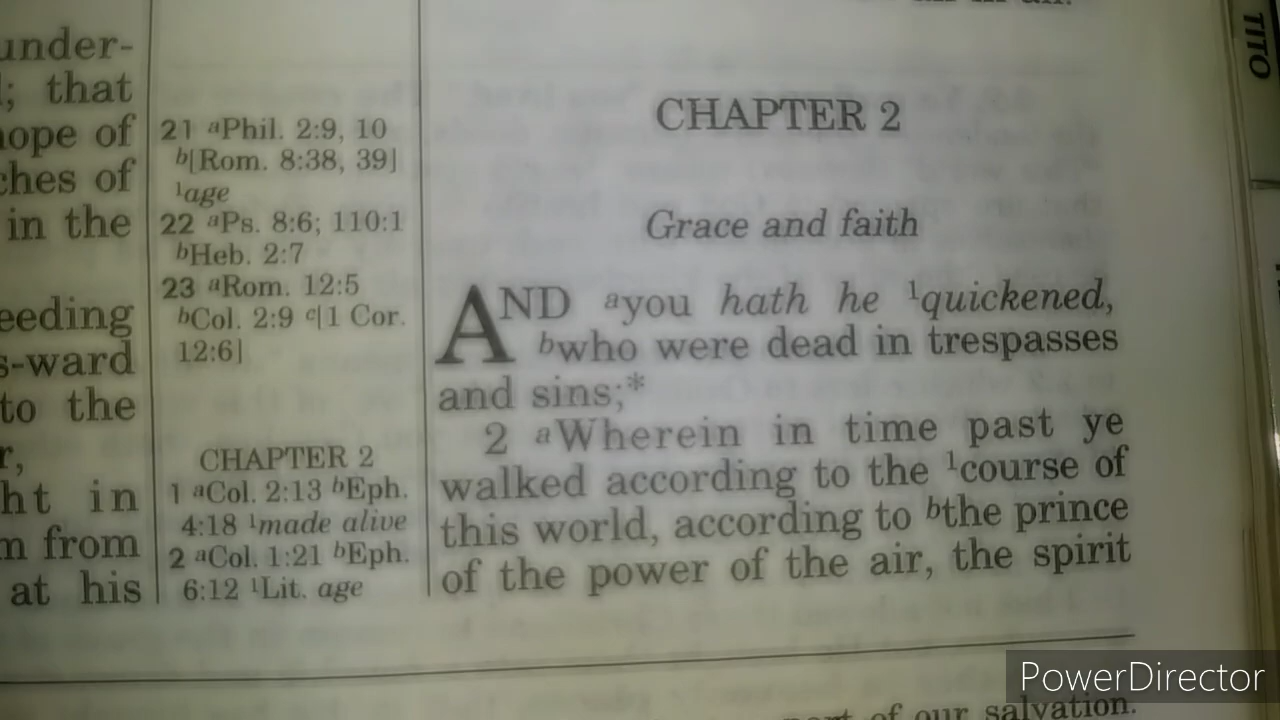 under-
; that
hope of
ches of
in the
eeding
s-ward
to the
r,
ht in
m from
at his
21 aPhil. 2:9, 10
b[Rom. 8:38, 39]
1age
22 aPs. 8:6; 110:1
bHeb. 2:7
23 aRom. 12:5
bCol. 2:9 c[1 Cor.
12:6]
CHAPTER 2
1 aCol. 2:13 bEph.
4:18 1made alive
2 aCol. 1:21 bEph.
6:12 1Lit. age
CHAPTER 2
Grace and faith
AND ayou hath he 1quickened,
bwho were dead in trespasses
and sins;*
2 aWherein in time past ye
walked according to the 1course of
this world, according to bthe prince
of the power of the air, the spirit
of our salvation.
TITO
PowerDirector